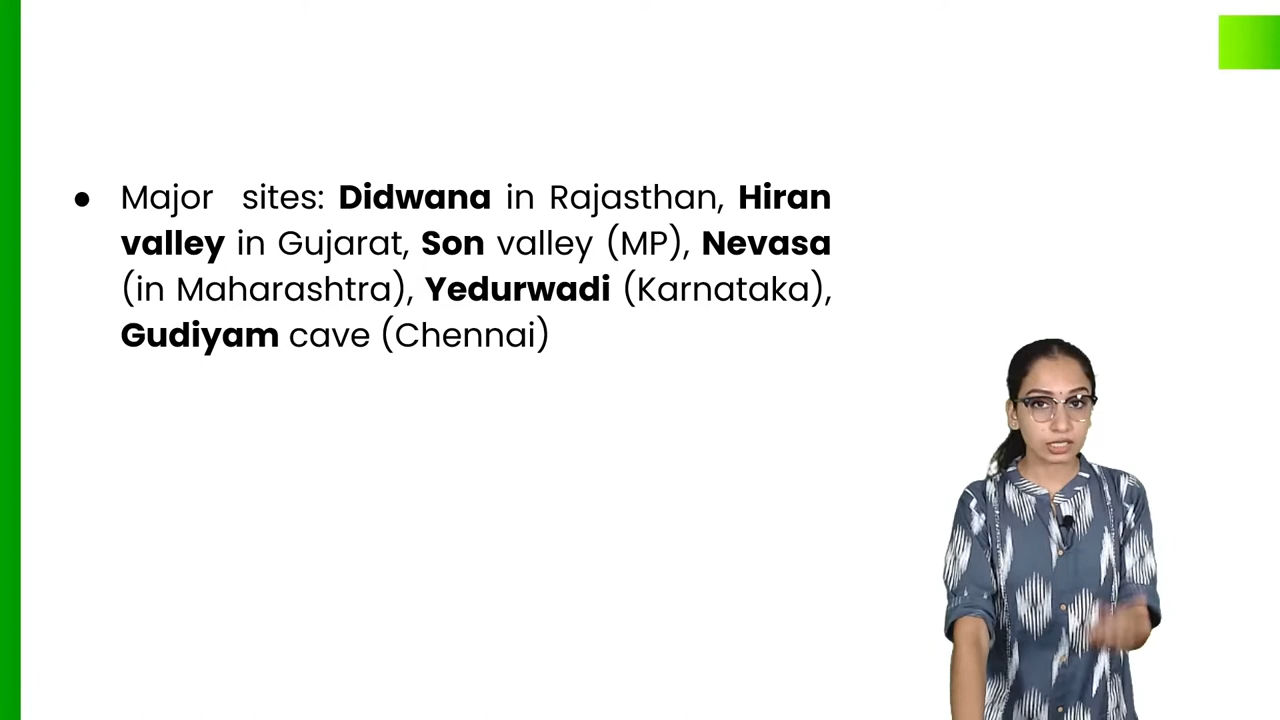 ● Major sites: Didwana in Rajasthan, Hiran
valley in Gujarat, Son valley (MP), Nevasa
(in Maharashtra), Yedurwadi (Karnataka),
Gudiyam cave (Chennai)